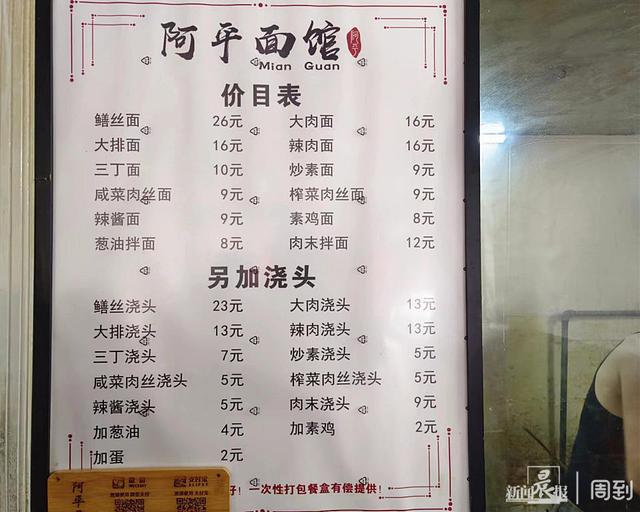 阿平面馆
Mian Guan
价目表
鳝丝面 26元 大肉面 16元
大排面 16元 辣肉面 16元
三丁面 10元 炒素面 9元
咸菜肉丝面 9元 榨菜肉丝面 9元
辣酱面 9元 素鸡面 8元
葱油拌面 8元 肉末拌面 12元
另加浇头
鳝丝浇头 23元 大肉浇头 13元
大排浇头 13元 辣肉浇头 13元
三丁浇头 7元 炒素浇头 5元
咸菜肉丝浇头 5元 榨菜肉丝浇头 5元
辣酱浇头 5元 肉末浇头 9元
加葱油 4元 加素鸡 2元
加蛋 2元
好！一次性打包餐盒有偿提供！
阿平
支付宝
新闻晨报 周到